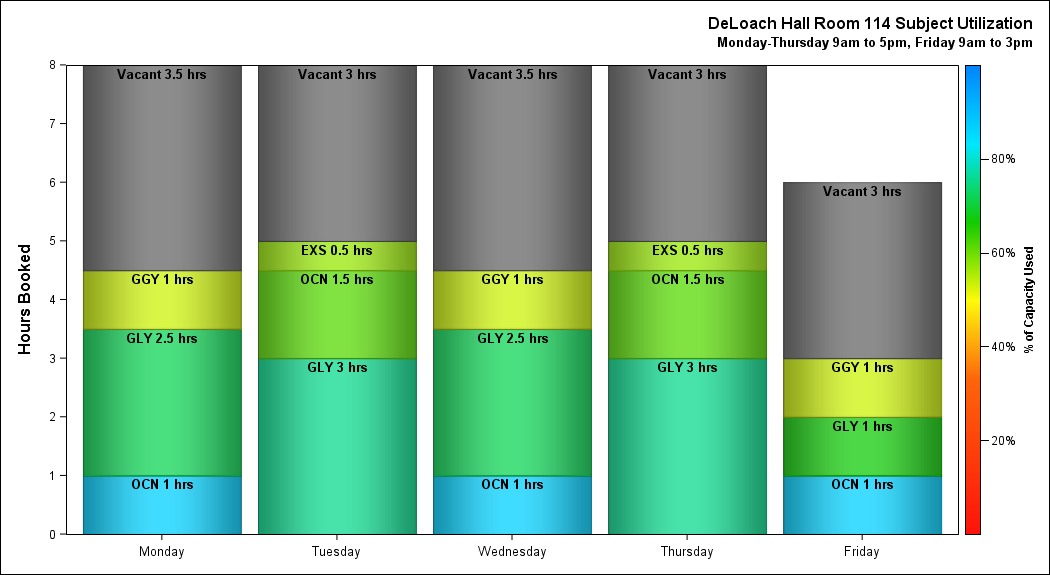 DeLoach Hall Room 114 Subject Utilization
Monday-Thursday 9am to 5pm, Friday 9am to 3pm
Hours Booked
8
7
6
5
4
3
2
1
0
Vacant 3.5 hrs
GGY 1 hrs
GLY 2.5 hrs
OCN 1 hrs
Monday
Vacant 3 hrs
EXS 0.5 hrs
OCN 1.5 hrs
GLY 3 hrs
Tuesday
Vacant 3.5 hrs
GGY 1 hrs
GLY 2.5 hrs
OCN 1 hrs
Wednesday
Vacant 3 hrs
EXS 0.5 hrs
OCN 1.5 hrs
GLY 3 hrs
Thursday
Vacant 3 hrs
GGY 1 hrs
GLY 1 hrs
OCN 1 hrs
Friday
80%
60%
40%
20%
% of Capacity Used